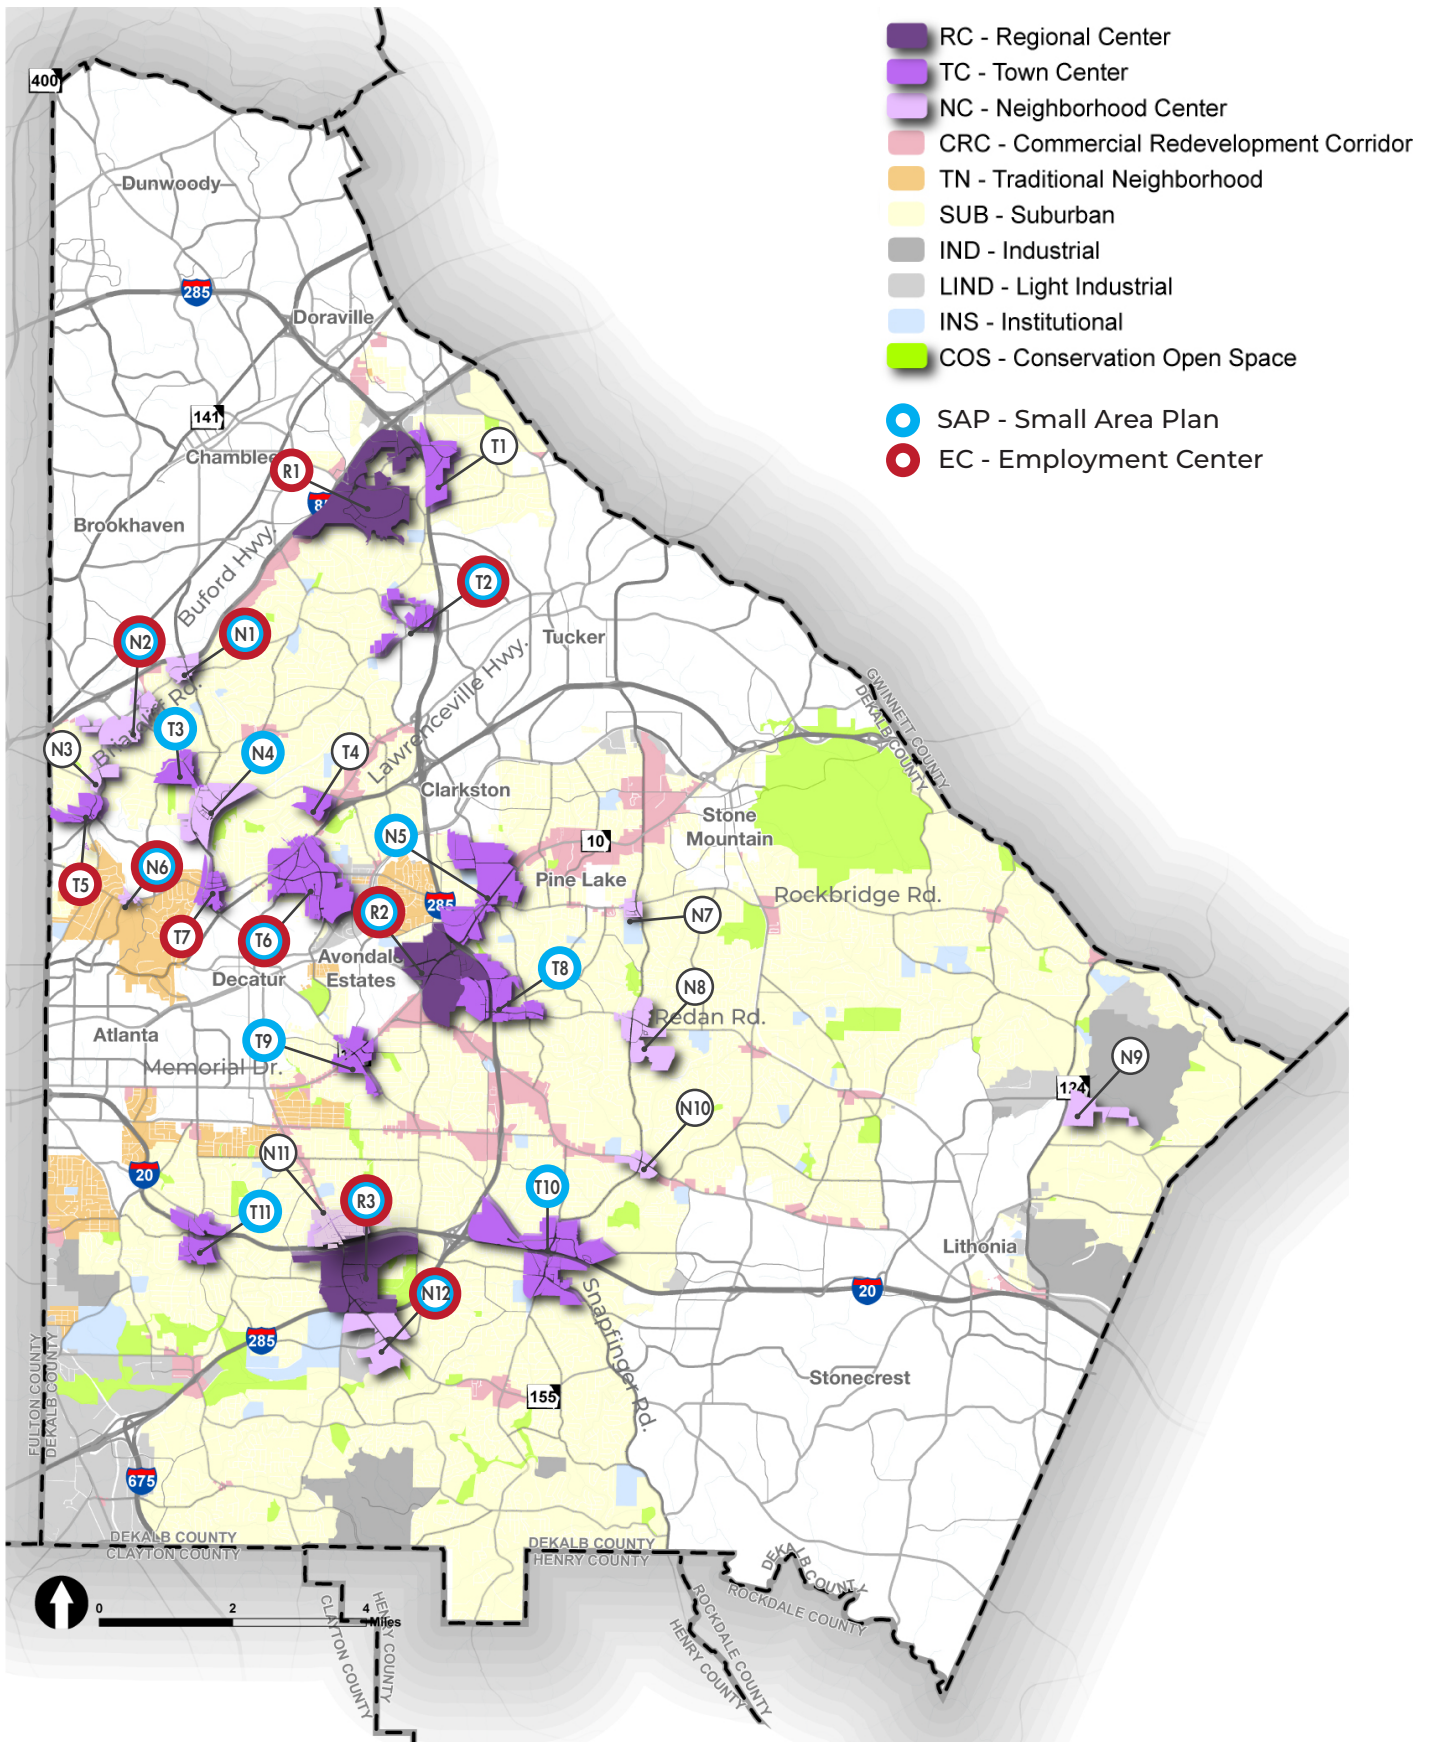 RC - Regional Center
TC - Town Center
NC - Neighborhood Center
CRC - Commercial Redevelopment Corridor
TN - Traditional Neighborhood
SUB - Suburban
IND - Industrial
LIND - Light Industrial
INS - Institutional
COS - Conservation Open Space
SAP - Small Area Plan
EC - Employment Center
400
Dunwoody
285
Doraville
141
Chamblee
R1
T1
Brookhaven
Buford Hwy.
T2
N2
N1
Tucker
Briarcliff Rd.
T3
N3
N4
T4
Lawrenceville Hwy.
GWINNETT COUNTY
DEKALB COUNTY
Clarkston
Stone
Mountain
N5
10
Pine Lake
T5
N6
R2
285
Rockbridge Rd.
N7
T7
T6
Decatur
Avondale
Estates
T8
N8
Redan Rd.
Atlanta
T9
Memorial Dr.
N9
124
N10
N11
20
R3
T10
T11
Lithonia
N12
20
Snapfinger Rd.
285
FULTON COUNTY
DEKALB COUNTY
Stonecrest
155
675
DEKALB COUNTY
CLAYTON COUNTY
DEKALB COUNTY
HENRY COUNTY
DEKALB COUNTY
ROCKDALE COUNTY
0 2 4
Miles
CLAYTON COUNTY
HENRY COUNTY
ROCKDALE COUNTY
HENRY COUNTY